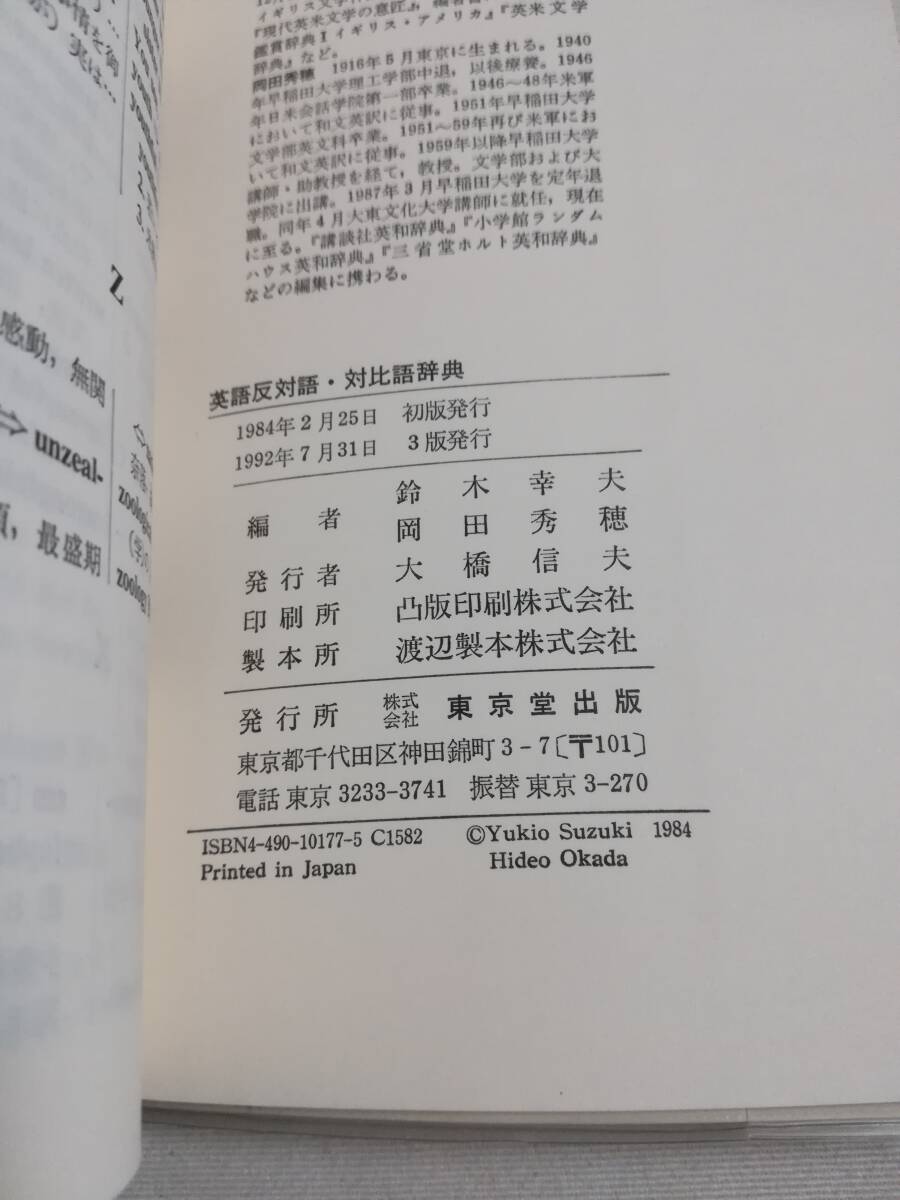 情を御
実は…
2.
3.
Z
感動，無関
⇔ unzeal-
最盛期
zoology
『現代英米文学の意匠』，
鑑賞辞典Ⅰイギリス・アメリカ』『英米文学
辞典』など。
岡田秀穂 1916年5月東京に生まれる。1940
年早稲田大学理工学部中退，以後療養。1946
年日米会話学院第一部卒業。1946～48年米軍
において和文英訳に従事。1951年早稲田大学
文学部英文科卒業。1951～59年再び米軍にお
いて和文英訳に従事。1959年以降早稲田大学
講師・助教授を経て，教授。文学部および大
学院に出講。1987年3月早稲田大学を定年退
職。同年4月大東文化大学講師に就任，現在
に至る。『講談社英和辞典』『小学館ランダム
ハウス英和辞典』『三省堂ホルト英和辞典』
などの編集に携わる。
英語反対語・対比語辞典
1984年2月25日 初版発行
1992年7月31日 3版発行
編者 鈴木幸夫
岡田秀穂
発行者 大橋信夫
印刷所 凸版印刷株式会社
製本所 渡辺製本株式会社
発行所 株式会社 東京堂出版
東京都千代田区神田錦町3-7〔〒101〕
電話 東京 3233-3741 振替 東京 3-270
ISBN4-490-10177-5 C1582 ©Yukio Suzuki 1984
Printed in Japan Hideo Okada